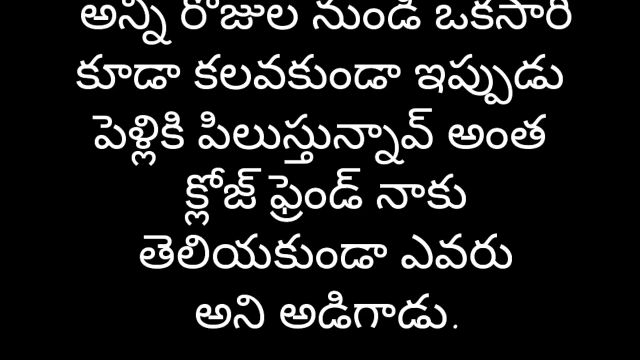 అన్ని రోజుల నుండి ఒకసారి
కూడా కలవకుండా ఇప్పుడు
పెళ్లికి పిలుస్తున్నావ్ అంత
క్లోజ్ ఫ్రెండ్ నాకు
తెలియకుండా ఎవరు
అని అడిగాడు.